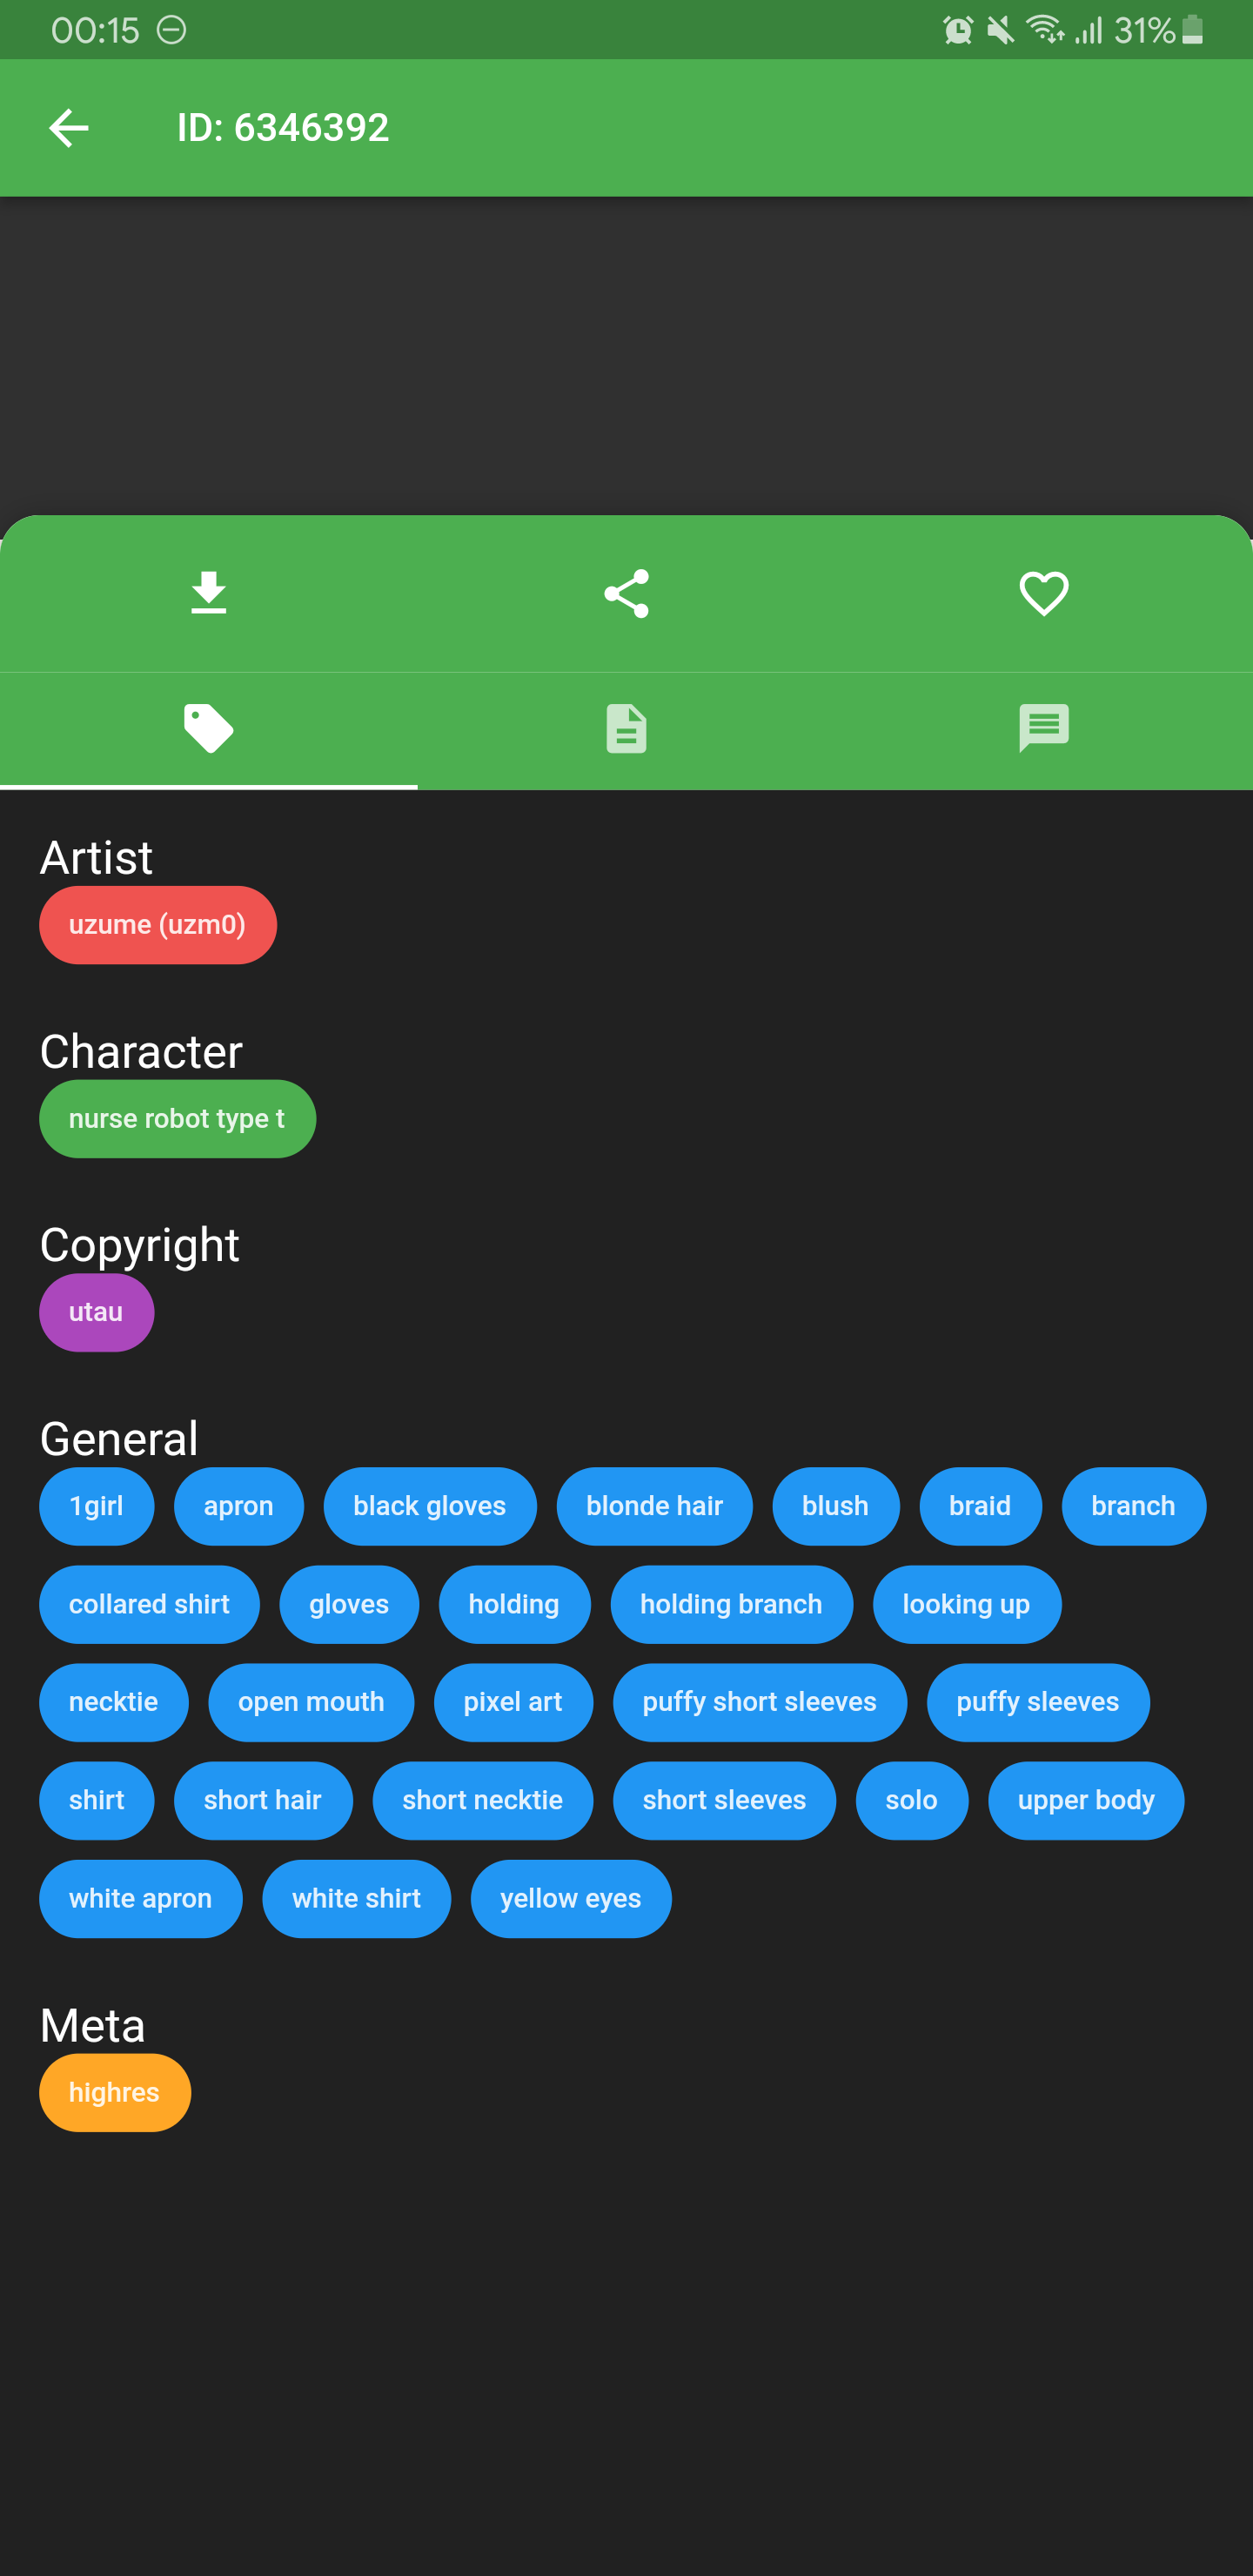 00:15 31%
ID: 6346392
Artist
uzume (uzm0)
Character
nurse robot type t
Copyright
utau
General
1girl apron black gloves blonde hair blush braid branch
collared shirt gloves holding holding branch looking up
necktie open mouth pixel art puffy short sleeves puffy sleeves
shirt short hair short necktie short sleeves solo upper body
white apron white shirt yellow eyes
Meta
highres